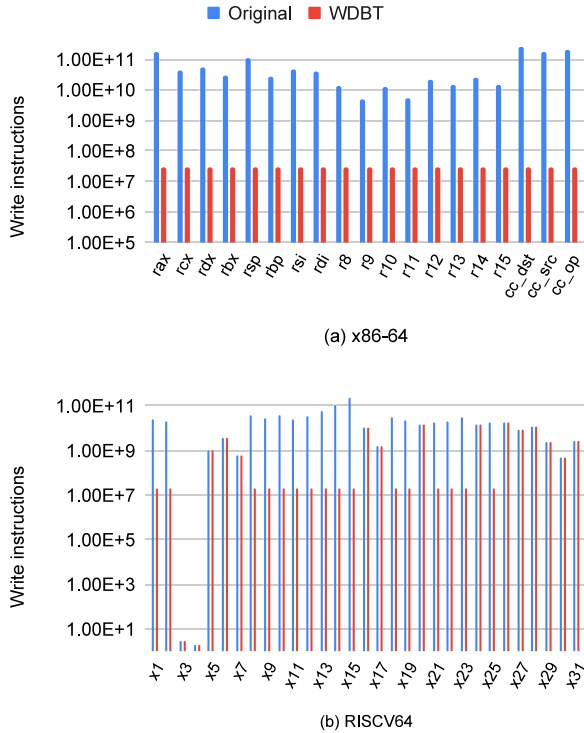 Original WDBT
1.00E+11
1.00E+10
1.00E+9
1.00E+8
1.00E+7
1.00E+6
1.00E+5
Write instructions
rax rcx rdx rbx rsp rbp rsi rdi r8 r9 r10 r11 r12 r13 r14 r15 cc_dst cc_src cc_op
(a) x86-64
1.00E+11
1.00E+9
1.00E+7
1.00E+5
1.00E+3
1.00E+1
Write instructions
x1 x3 x5 x7 x9 x11 x13 x15 x17 x19 x21 x23 x25 x27 x29 x31
(b) RISCV64